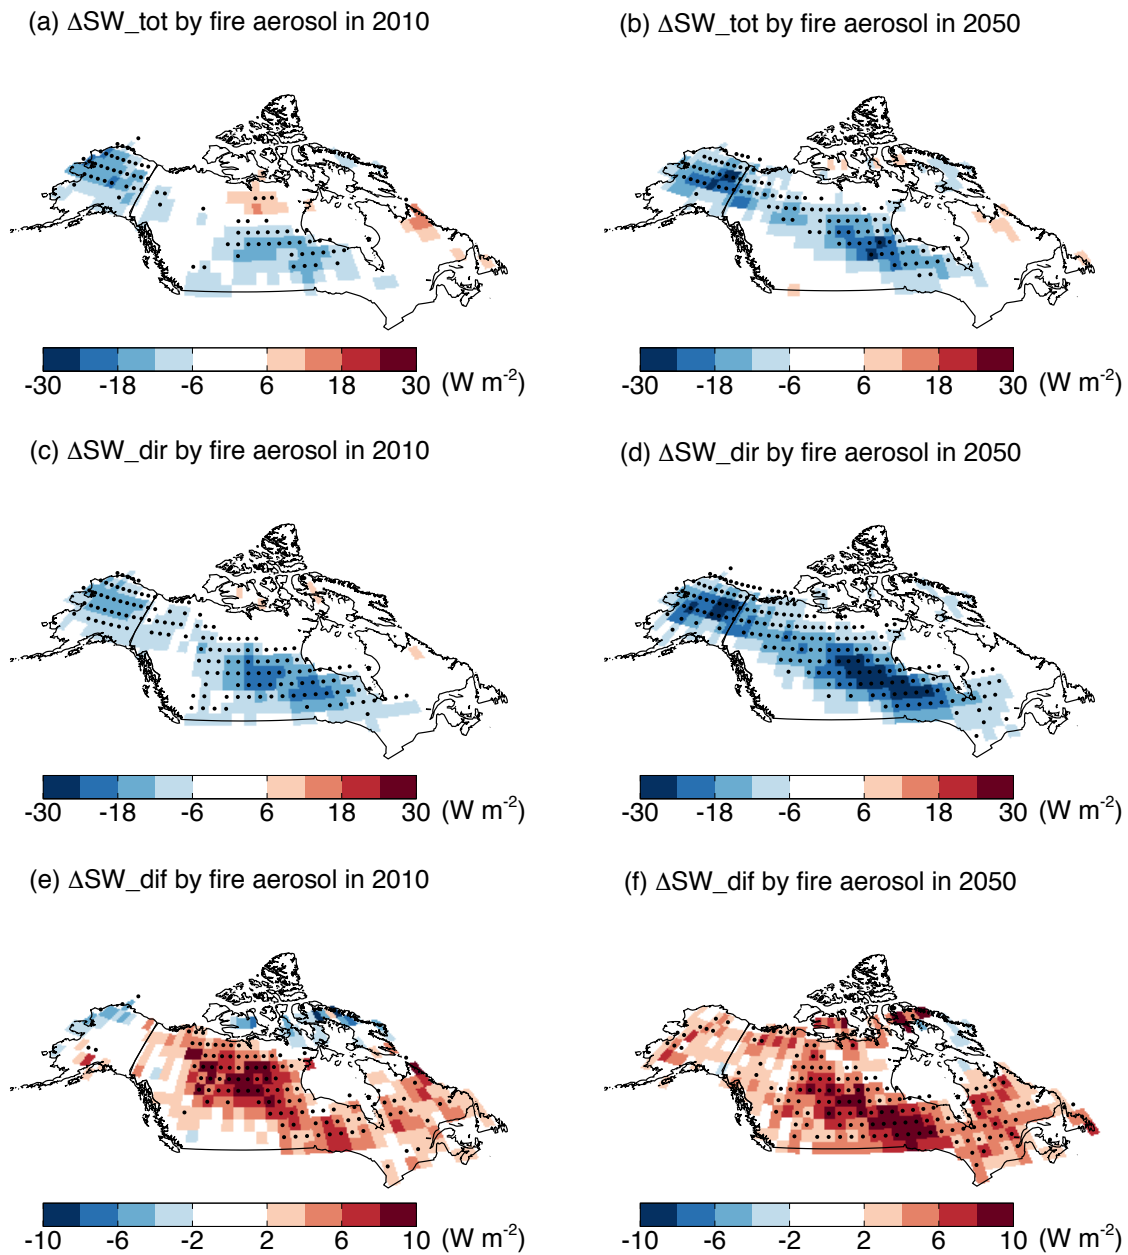 (a) ΔSW_tot by fire aerosol in 2010
(b) ΔSW_tot by fire aerosol in 2050
-30 -18 -6 6 18 30 (W m-2)
-30 -18 -6 6 18 30 (W m-2)
(c) ΔSW_dir by fire aerosol in 2010
(d) ΔSW_dir by fire aerosol in 2050
-30 -18 -6 6 18 30 (W m-2)
-30 -18 -6 6 18 30 (W m-2)
(e) ΔSW_dif by fire aerosol in 2010
(f) ΔSW_dif by fire aerosol in 2050
-10 -6 -2 2 6 10 (W m-2)
-10 -6 -2 2 6 10 (W m-2)